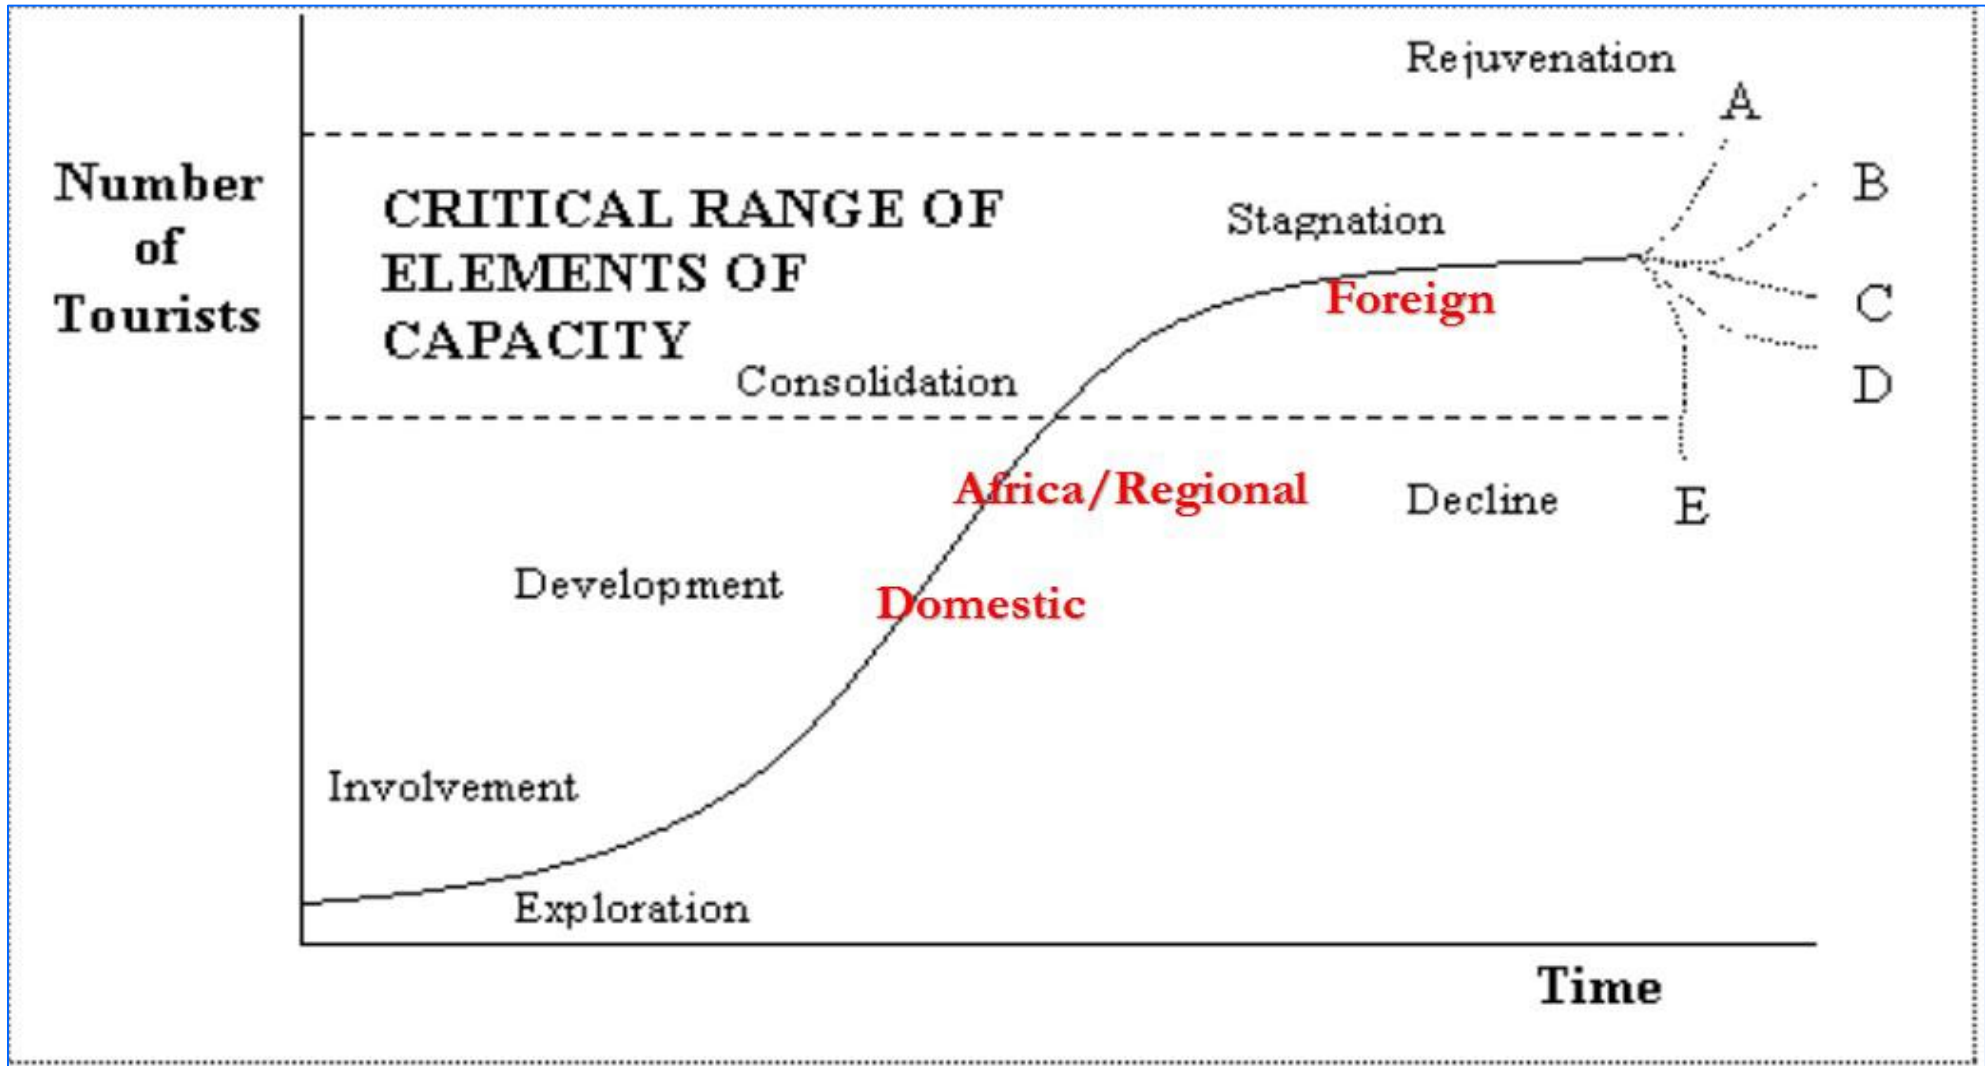 Rejuvenation
A
Number
of
Tourists
CRITICAL RANGE OF
ELEMENTS OF
CAPACITY
B
Stagnation
Foreign
C
Consolidation
D
Africa/Regional
Decline
E
Development
Domestic
Involvement
Exploration
Time